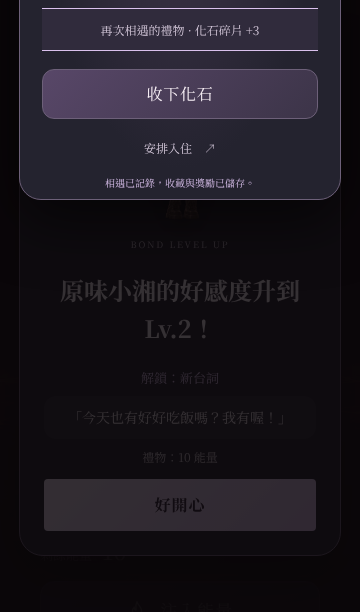 再次相遇的禮物 · 化石碎片 +3
收下化石
安排入住 ↗
相遇已記錄，收藏與獎勵已儲存。
BOND LEVEL UP
原味小湘的好感度升到
Lv.2！
解鎖：新台詞
「今天也有好好吃飯嗎？我有喔！」
禮物：10 能量
好開心